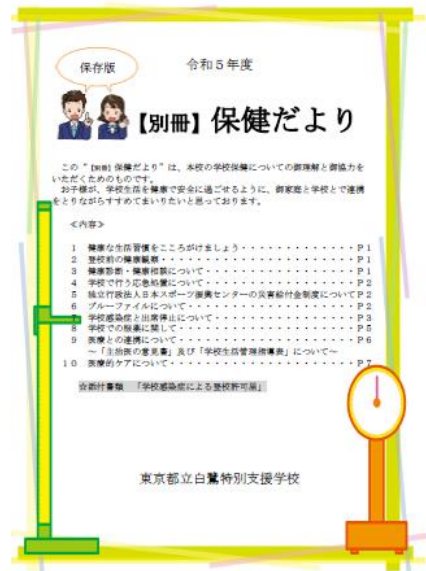 保存版
令和5年度
【別冊】保健だより
この“【別冊】保健だより”は、本校の学校保健についての御理解と御協力を
いただくためのものです。
お子様が、学校生活を健康で安全に過ごせるように、御家庭と学校とで連携
をとりながらすすめてまいりたいと思っております。
＜内容＞
1 健康な生活習慣をこころがけましょう・・・・・・・・・・・・P1
2 登校前の健康観察・・・・・・・・・・・・・・・・・・・・・P1
3 健康診断・健康相談について・・・・・・・・・・・・・・・・P1
4 学校で行う応急処置について・・・・・・・・・・・・・・・・P2
5 独立行政法人日本スポーツ振興センターの災害給付金制度についてP2
6 ブルーファイルについて・・・・・・・・・・・・・・・・・・P2
7 学校感染症と出席停止について・・・・・・・・・・・・・・・P3
8 学校での服薬に関して・・・・・・・・・・・・・・・・・・・P5
9 医療との連携について・・・・・・・・・・・・・・・・・・・P6
～「主治医の意見書」及び「学校生活管理指導表」について～
10 医療的ケアについて・・・・・・・・・・・・・・・・・・・・P7
☆添付書類 「学校感染症による登校許可届」
東京都立白鷺特別支援学校